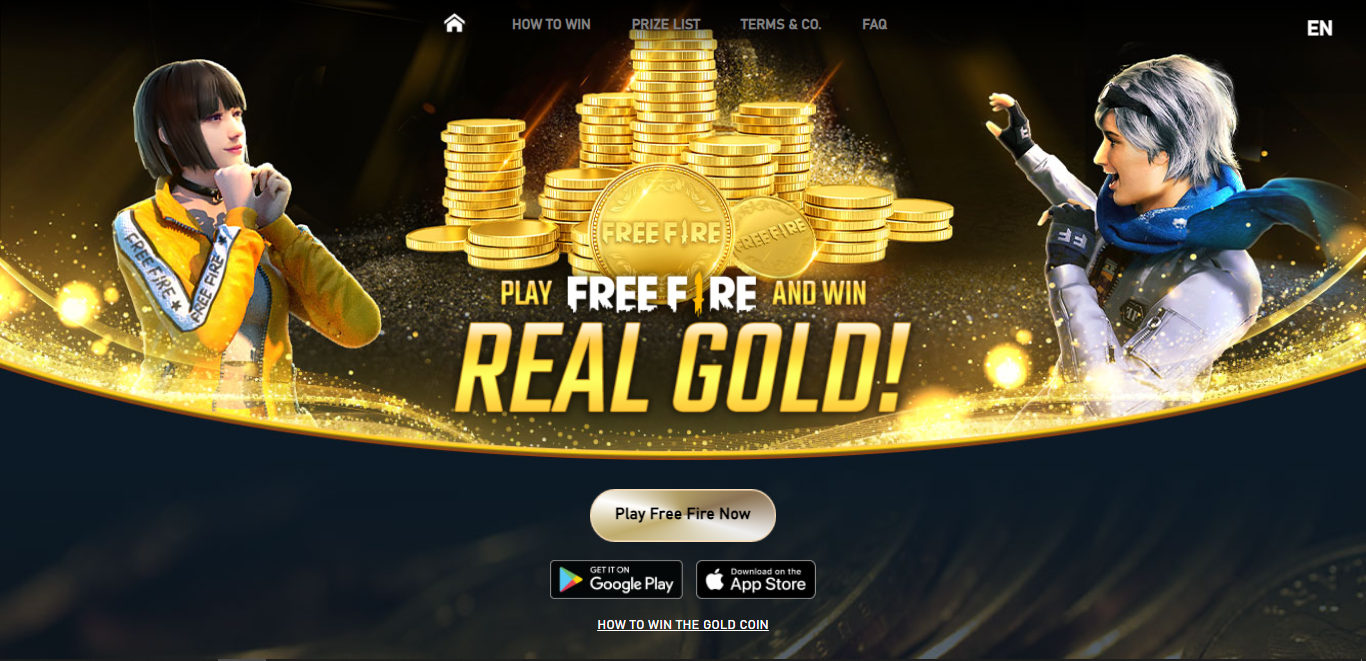 HOW TO WIN
PRIZE LIST
TERMS & CO.
FAQ
EN
FREE FIRE
FREE FIRE
FREE FIRE
FREE FIRE
FF
PLAY FREE FIRE AND WIN
REAL GOLD!
Play Free Fire Now
GET IT ON
Google Play
Download on the
App Store
HOW TO WIN THE GOLD COIN